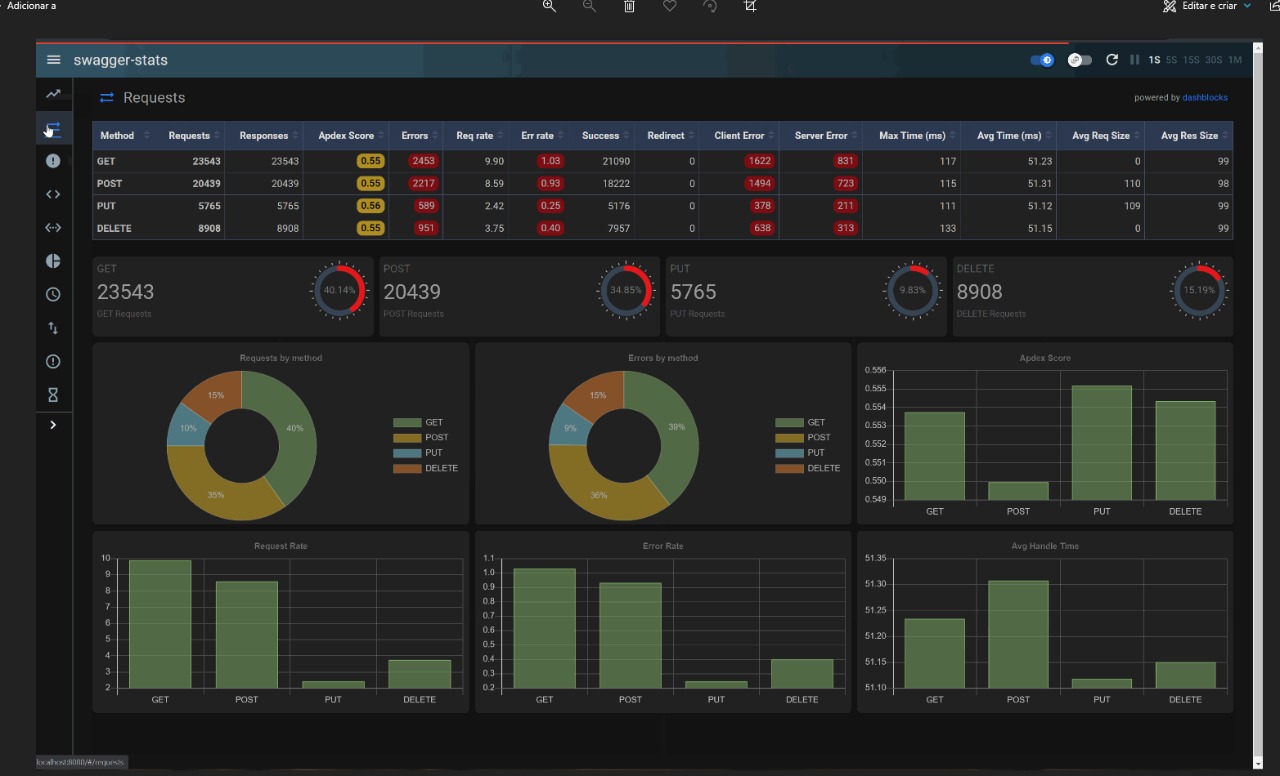 Adicionar a
Editar e criar
swagger-stats
1S 5S 15S 30S 1M
Requests
powered by dashblocks
Method Requests Responses Apdex Score Errors Req rate Err rate Success Redirect Client Error Server Error Max Time (ms) Avg Time (ms) Avg Req Size Avg Res Size
GET 23543 23543 0.55 2453 9.90 1.03 21090 0 1622 831 117 51.23 0 99
POST 20439 20439 0.55 2217 8.59 0.93 18222 0 1494 723 115 51.31 110 98
PUT 5765 5765 0.56 589 2.42 0.25 5176 0 378 211 111 51.12 109 99
DELETE 8908 8908 0.55 951 3.75 0.40 7957 0 638 313 133 51.15 0 99
GET
23543
GET Requests
40.14%
POST
20439
POST Requests
34.85%
PUT
5765
PUT Requests
9.83%
DELETE
8908
DELETE Requests
15.19%
Requests by method
15%
10%
40%
35%
GET
POST
PUT
DELETE
Errors by method
15%
9%
39%
36%
GET
POST
PUT
DELETE
Apdex Score
0.556
0.555
0.554
0.553
0.552
0.551
0.550
0.549
GET POST PUT DELETE
Request Rate
10
9
8
7
6
5
4
3
2
GET POST PUT DELETE
Error Rate
1.1
1.0
0.9
0.8
0.7
0.6
0.5
0.4
0.3
0.2
GET POST PUT DELETE
Avg Handle Time
51.35
51.30
51.25
51.20
51.15
51.10
GET POST PUT DELETE
localhost:8080/#/requests